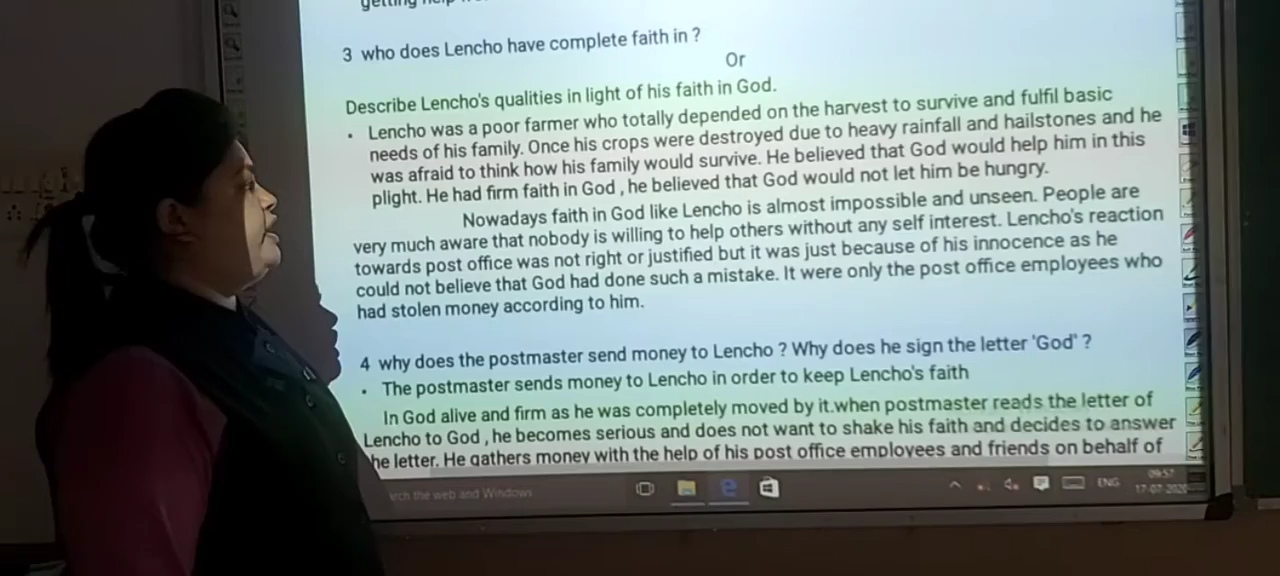 getting
3 who does Lencho have complete faith in ?
Or
Describe Lencho's qualities in light of his faith in God.
• Lencho was a poor farmer who totally depended on the harvest to survive and fulfil basic
needs of his family. Once his crops were destroyed due to heavy rainfall and hailstones and he
was afraid to think how his family would survive. He believed that God would help him in this
plight. He had firm faith in God , he believed that God would not let him be hungry.
Nowadays faith in God like Lencho is almost impossible and unseen. People are
very much aware that nobody is willing to help others without any self interest. Lencho's reaction
towards post office was not right or justified but it was just because of his innocence as he
could not believe that God had done such a mistake. It were only the post office employees who
had stolen money according to him.
4 why does the postmaster send money to Lencho ? Why does he sign the letter 'God' ?
• The postmaster sends money to Lencho in order to keep Lencho's faith
In God alive and firm as he was completely moved by it.when postmaster reads the letter of
Lencho to God , he becomes serious and does not want to shake his faith and decides to answer
he letter. He gathers money with the help of his post office employees and friends on behalf of
rch the web and Windows
ENG
09:57
17-07-2020